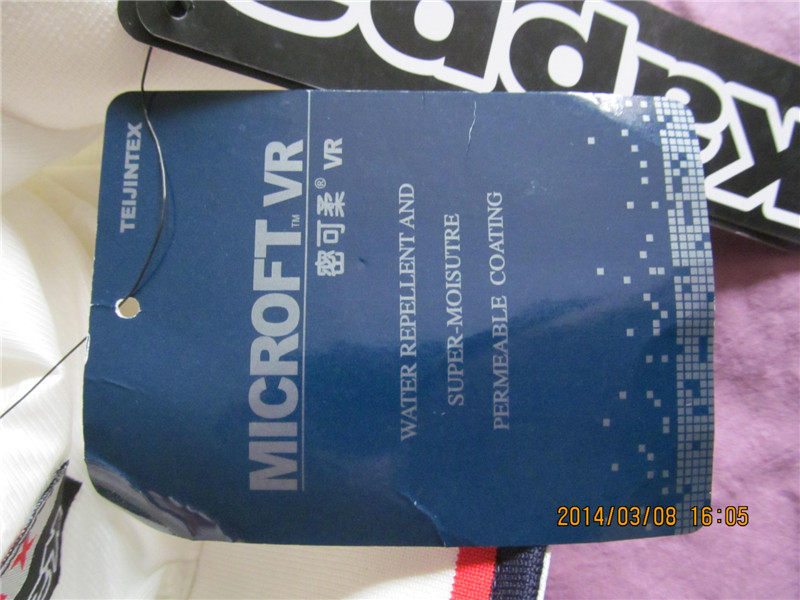 Kappa
TEIJINTEX
MICROFT™ VR
密可柔® VR
WATER REPELLENT AND
SUPER-MOISUTRE
PERMEABLE COATING
2014/03/08 16:05